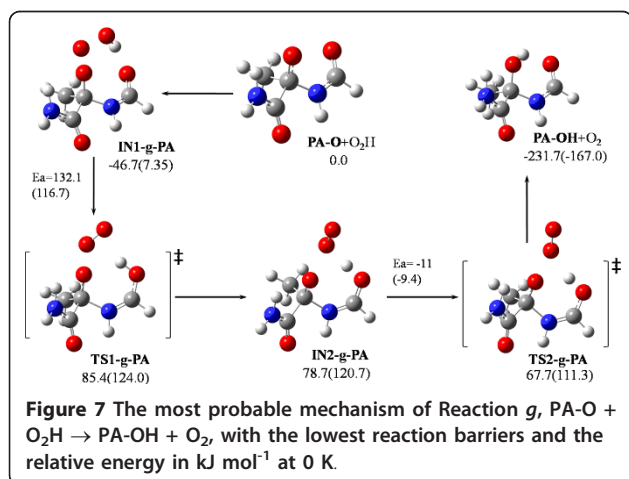 IN1-g-PA
-46.7(7.35)
PA-O+O₂H
0.0
PA-OH+O₂
-231.7(-167.0)
Ea=132.1
(116.7)
‡
TS1-g-PA
85.4(124.0)
IN2-g-PA
78.7(120.7)
Ea= -11
(-9.4)
‡
TS2-g-PA
67.7(111.3)
Figure 7 The most probable mechanism of Reaction g, PA-O +
O₂H → PA-OH + O₂, with the lowest reaction barriers and the
relative energy in kJ mol⁻¹ at 0 K.